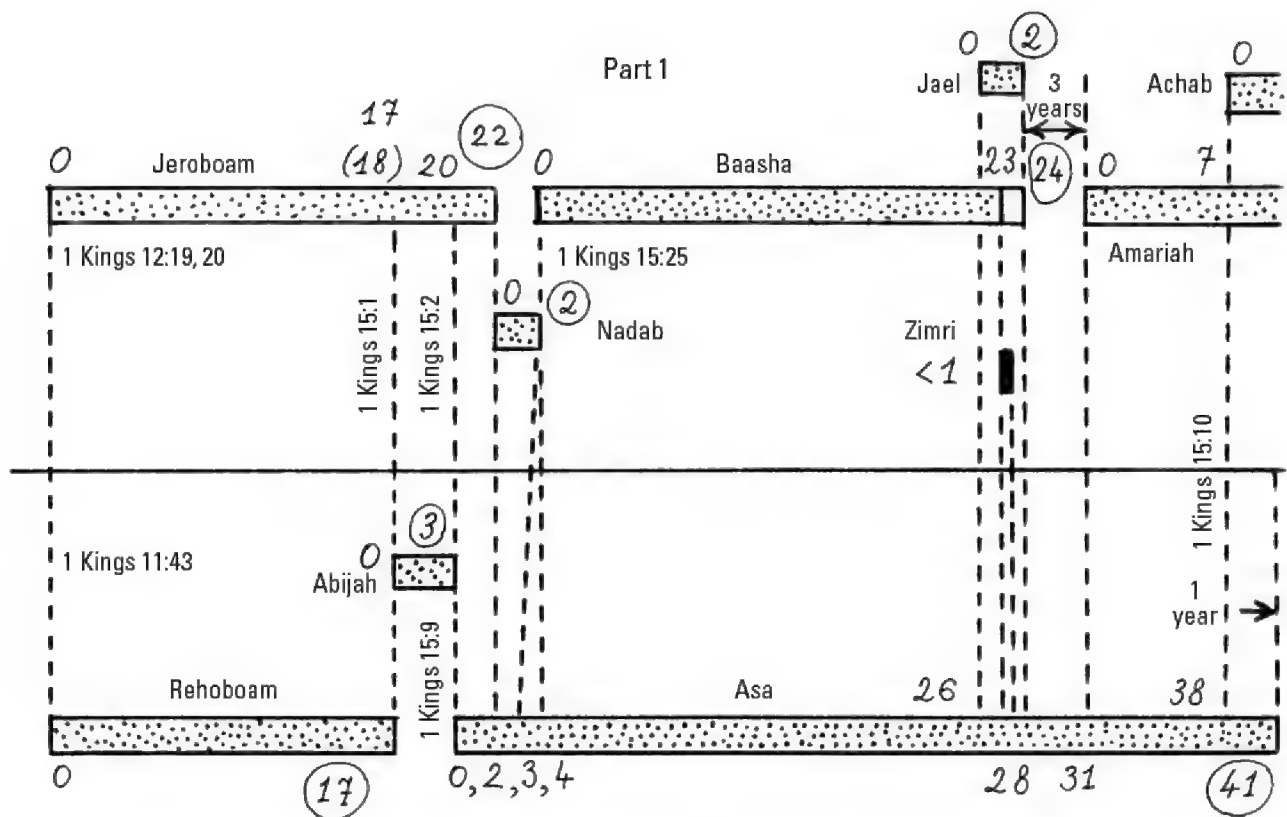 Part 1
0 2
Jael
3
years
0
Achab
17
22
0 Jeroboam (18) 20 0 Baasha 23 24 0 7
1 Kings 12:19, 20
1 Kings 15:25
Amariah
1 Kings 15:1
1 Kings 15:2
0 2
Nadab
Zimri
<1
1 Kings 15:10
3
1 Kings 11:43
0
Abijah
1
year
1 Kings 15:9
Rehoboam
Asa 26 38
0 17 0, 2, 3, 4 28 31 41